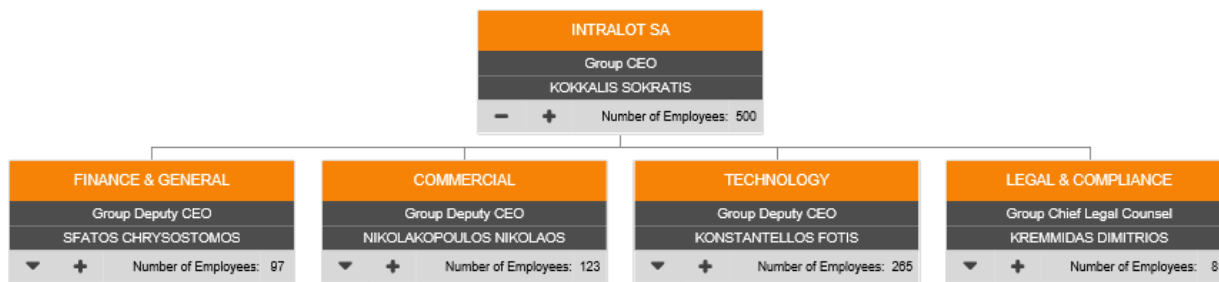 INTRALOT SA
Group CEO
KOKKALIS SOKRATIS
Number of Employees: 500
FINANCE & GENERAL
Group Deputy CEO
SFATOS CHRYSOSTOMOS
Number of Employees: 97
COMMERCIAL
Group Deputy CEO
NIKOLAKOPOULOS NIKOLAOS
Number of Employees: 123
TECHNOLOGY
Group Deputy CEO
KONSTANTELLOS FOTIS
Number of Employees: 265
LEGAL & COMPLIANCE
Group Chief Legal Counsel
KREMMIDAS DIMITRIOS
Number of Employees: